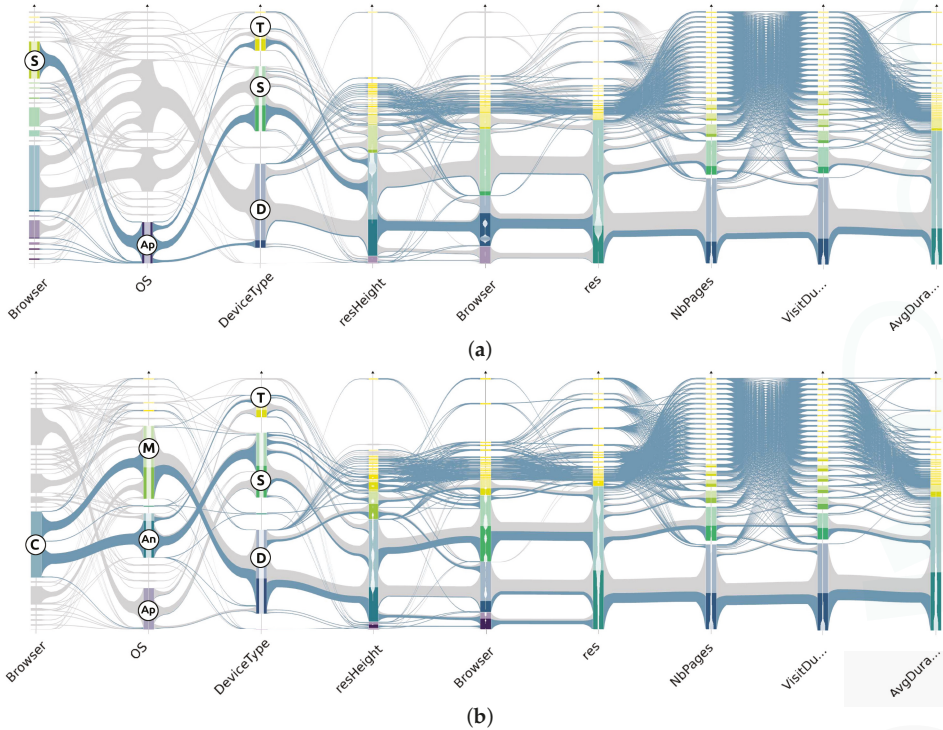 T
S
S
D
Ap
Browser
OS
DeviceType
resHeight
Browser
res
NbPages
VisitDu...
AvgDura...
(a)
T
M
S
C
An
D
Ap
Browser
OS
DeviceType
resHeight
Browser
res
NbPages
VisitDu...
AvgDura...
(b)